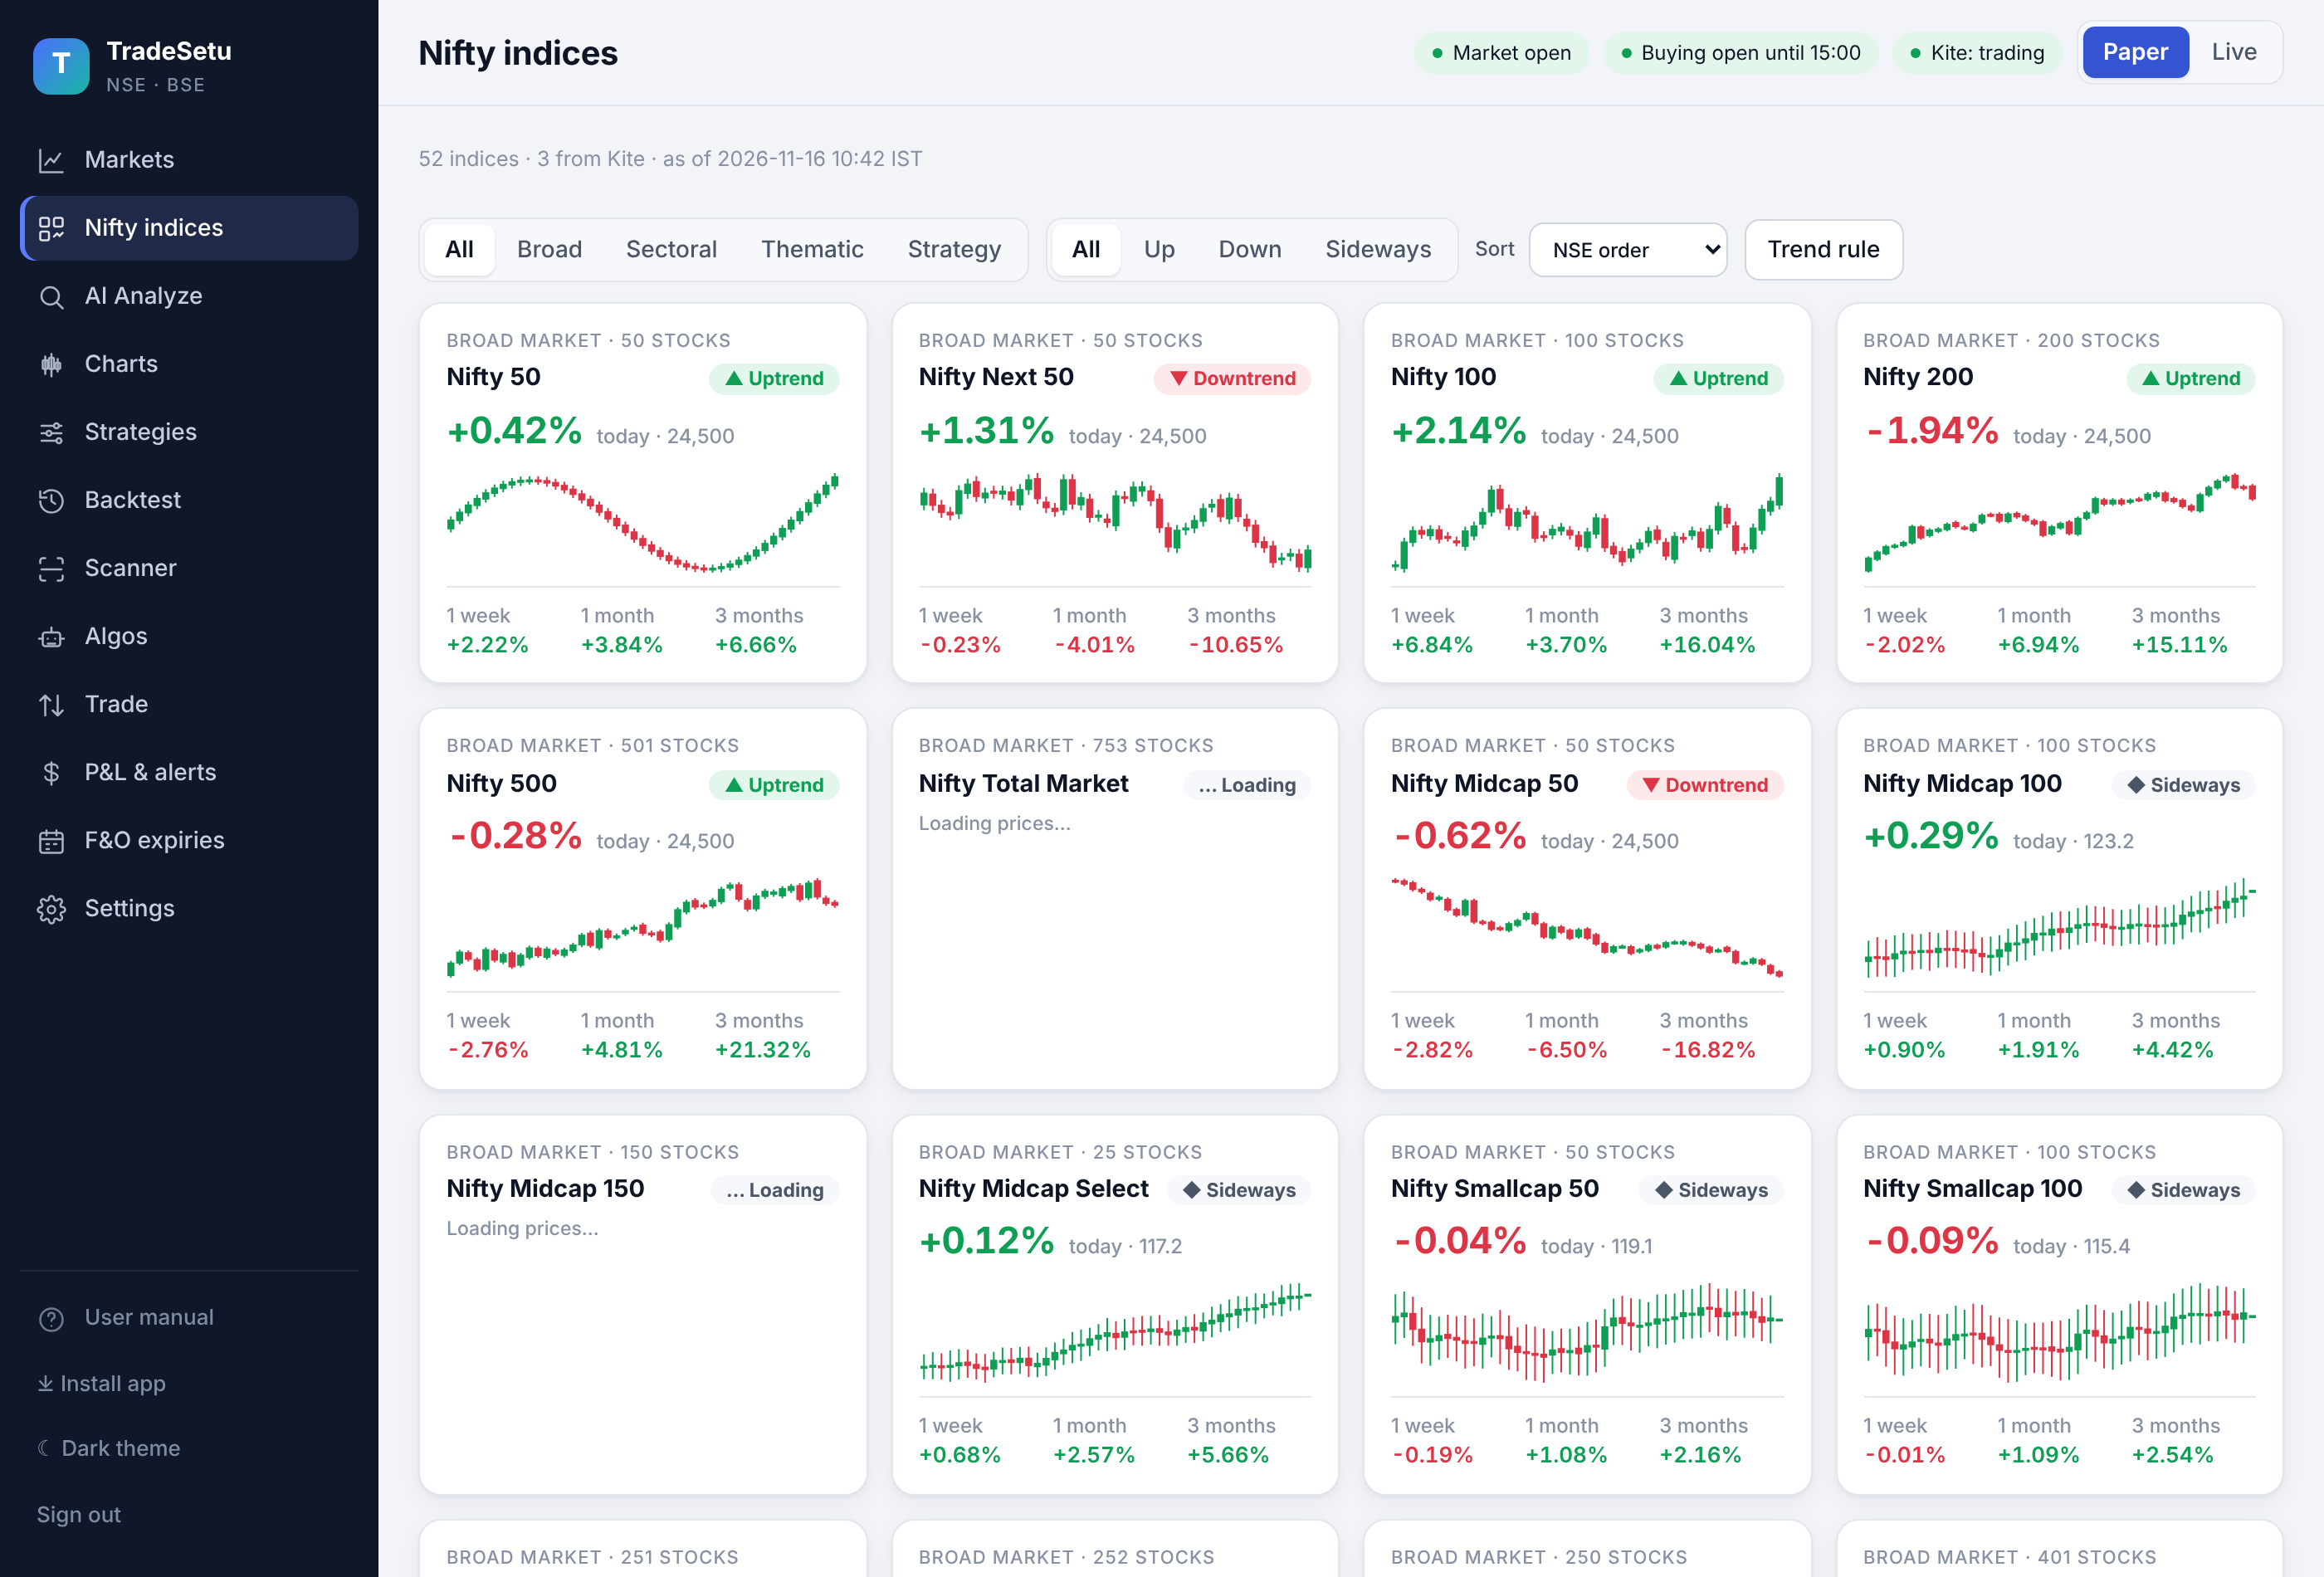 T
TradeSetu
NSE · BSE
Markets
Nifty indices
AI Analyze
Charts
Strategies
Backtest
Scanner
Algos
Trade
P&L & alerts
F&O expiries
Settings
User manual
Install app
Dark theme
Sign out
Nifty indices
Market open
Buying open until 15:00
Kite: trading
Paper Live
52 indices · 3 from Kite · as of 2026-11-16 10:42 IST
All Broad Sectoral Thematic Strategy
All Up Down Sideways
Sort NSE order
Trend rule
BROAD MARKET · 50 STOCKS
Nifty 50 ▲ Uptrend
+0.42% today · 24,500
1 week 1 month 3 months
+2.22% +3.84% +6.66%
BROAD MARKET · 50 STOCKS
Nifty Next 50 ▼ Downtrend
+1.31% today · 24,500
1 week 1 month 3 months
-0.23% -4.01% -10.65%
BROAD MARKET · 100 STOCKS
Nifty 100 ▲ Uptrend
+2.14% today · 24,500
1 week 1 month 3 months
+6.84% +3.70% +16.04%
BROAD MARKET · 200 STOCKS
Nifty 200 ▲ Uptrend
-1.94% today · 24,500
1 week 1 month 3 months
-2.02% +6.94% +15.11%
BROAD MARKET · 501 STOCKS
Nifty 500 ▲ Uptrend
-0.28% today · 24,500
1 week 1 month 3 months
-2.76% +4.81% +21.32%
BROAD MARKET · 753 STOCKS
Nifty Total Market … Loading
Loading prices…
BROAD MARKET · 50 STOCKS
Nifty Midcap 50 ▼ Downtrend
-0.62% today · 24,500
1 week 1 month 3 months
-2.82% -6.50% -16.82%
BROAD MARKET · 100 STOCKS
Nifty Midcap 100 ◆ Sideways
+0.29% today · 123.2
1 week 1 month 3 months
+0.90% +1.91% +4.42%
BROAD MARKET · 150 STOCKS
Nifty Midcap 150 … Loading
Loading prices…
BROAD MARKET · 25 STOCKS
Nifty Midcap Select ◆ Sideways
+0.12% today · 117.2
1 week 1 month 3 months
+0.68% +2.57% +5.66%
BROAD MARKET · 50 STOCKS
Nifty Smallcap 50 ◆ Sideways
-0.04% today · 119.1
1 week 1 month 3 months
-0.19% +1.08% +2.16%
BROAD MARKET · 100 STOCKS
Nifty Smallcap 100 ◆ Sideways
-0.09% today · 115.4
1 week 1 month 3 months
-0.01% +1.09% +2.54%
BROAD MARKET · 251 STOCKS
BROAD MARKET · 252 STOCKS
BROAD MARKET · 250 STOCKS
BROAD MARKET · 401 STOCKS